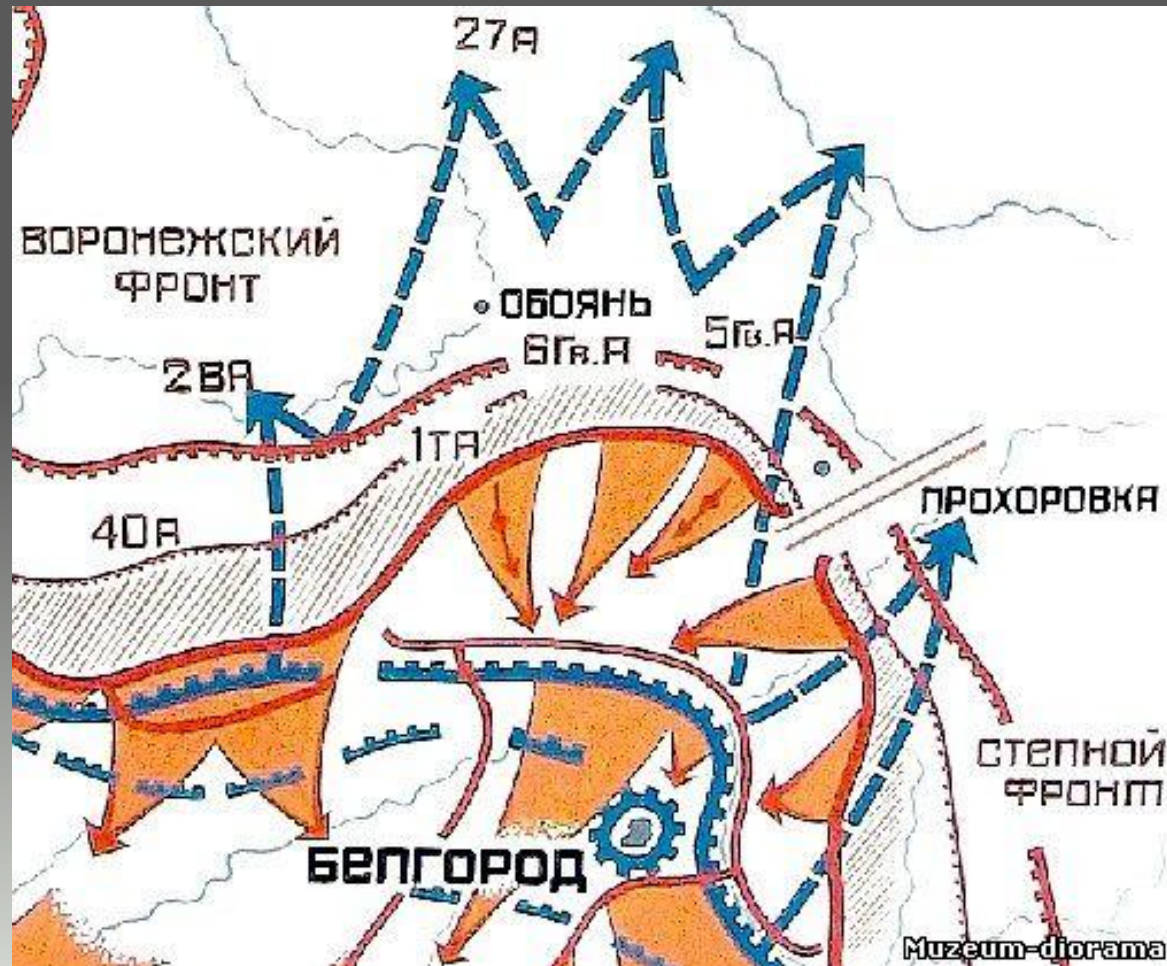 27А
ВОРОНЕЖСКИЙ
ФРОНТ
ОБОЯНЬ
6Гв.А
5Гв.А
2ВА
1ТА
ПРОХОРОВКА
40А
СТЕПНОЙ
ФРОНТ
БЕЛГОРОД
Muzeum-diorama